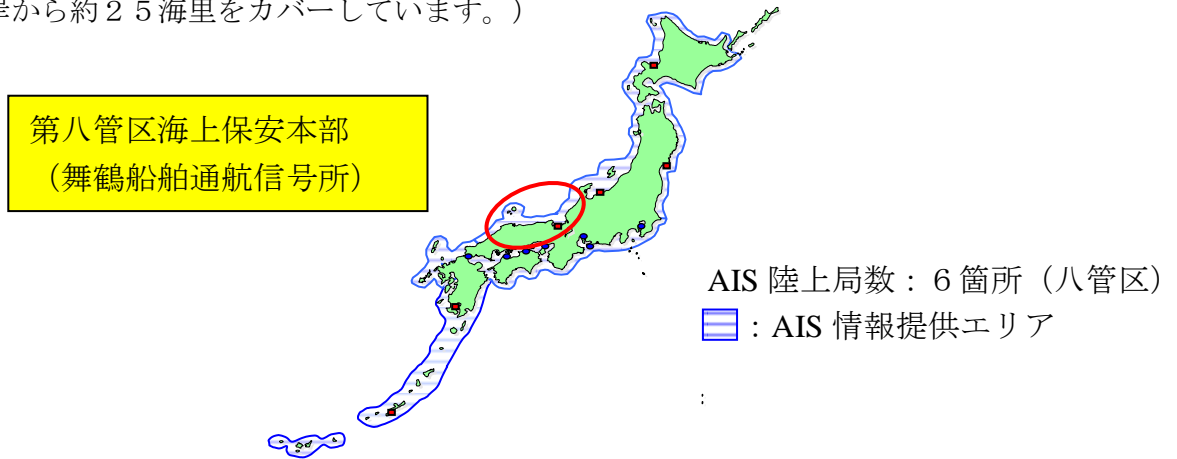 岸から約２５海里をカバーしています。）
第八管区海上保安本部
（舞鶴船舶通航信号所）
AIS 陸上局数：６箇所（八管区）
：AIS 情報提供エリア
: